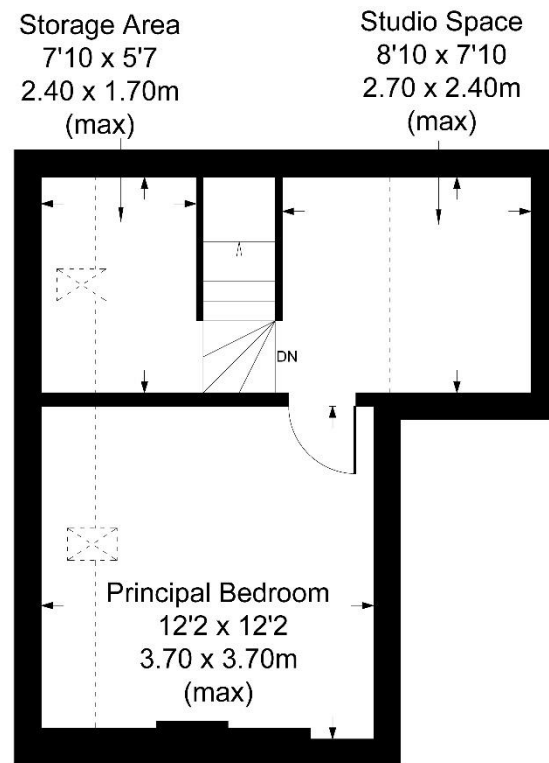 Storage Area
7'10 x 5'7
2.40 x 1.70m
(max)
Studio Space
8'10 x 7'10
2.70 x 2.40m
(max)
DN
Principal Bedroom
12'2 x 12'2
3.70 x 3.70m
(max)